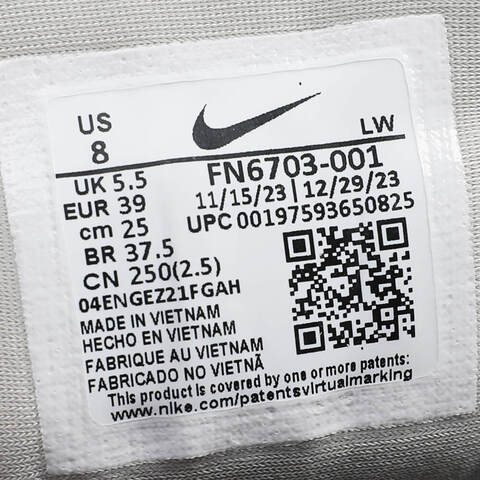 US
8
LW
UK 5.5
EUR 39
cm 25
BR 37.5
CN 250(2.5)
FN6703-001
11/15/23 | 12/29/23
UPC 00197593650825
04ENGEZ21FGAH
MADE IN VIETNAM
HECHO EN VIETNAM
FABRIQUE AU VIETNAM
FABRICADO NO VIETNÃ
This product is covered by one or more patents:
www.nike.com/patentsvirtualmarking